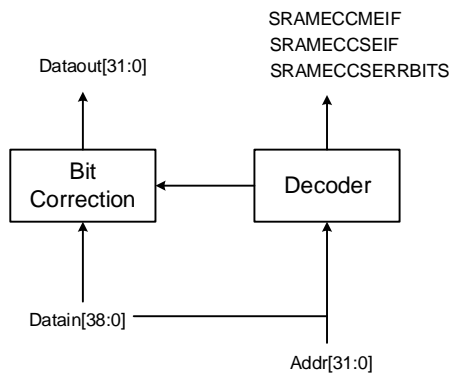 SRAMECCMEIF
SRAMECCSEIF
SRAMECCSERRBITS
Dataout[31:0]
Bit
Correction
Decoder
Datain[38:0]
Addr[31:0]